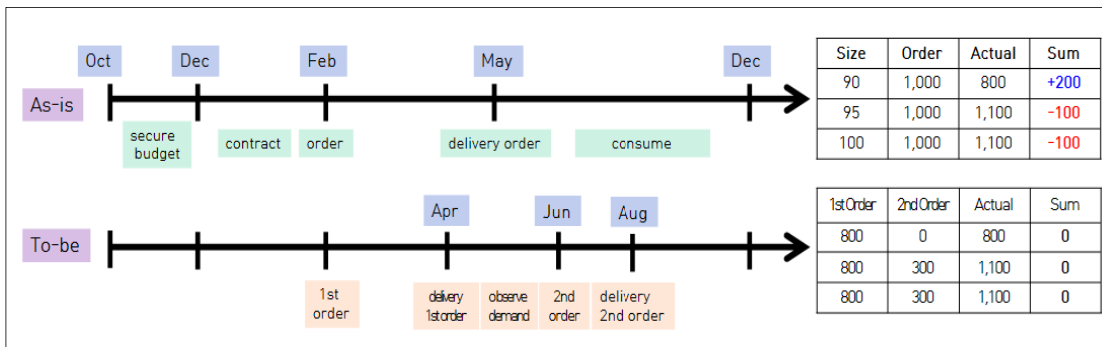 Oct Dec Feb May Dec
As-is
secure
budget
contract order delivery order consume
Size Order Actual Sum
90 1,000 800 +200
95 1,000 1,100 -100
100 1,000 1,100 -100
Apr Jun Aug
To-be
1st
order
delivery
1st order
observe
demand
2nd
order
delivery
2nd order
1st Order 2nd Order Actual Sum
800 0 800 0
800 300 1,100 0
800 300 1,100 0